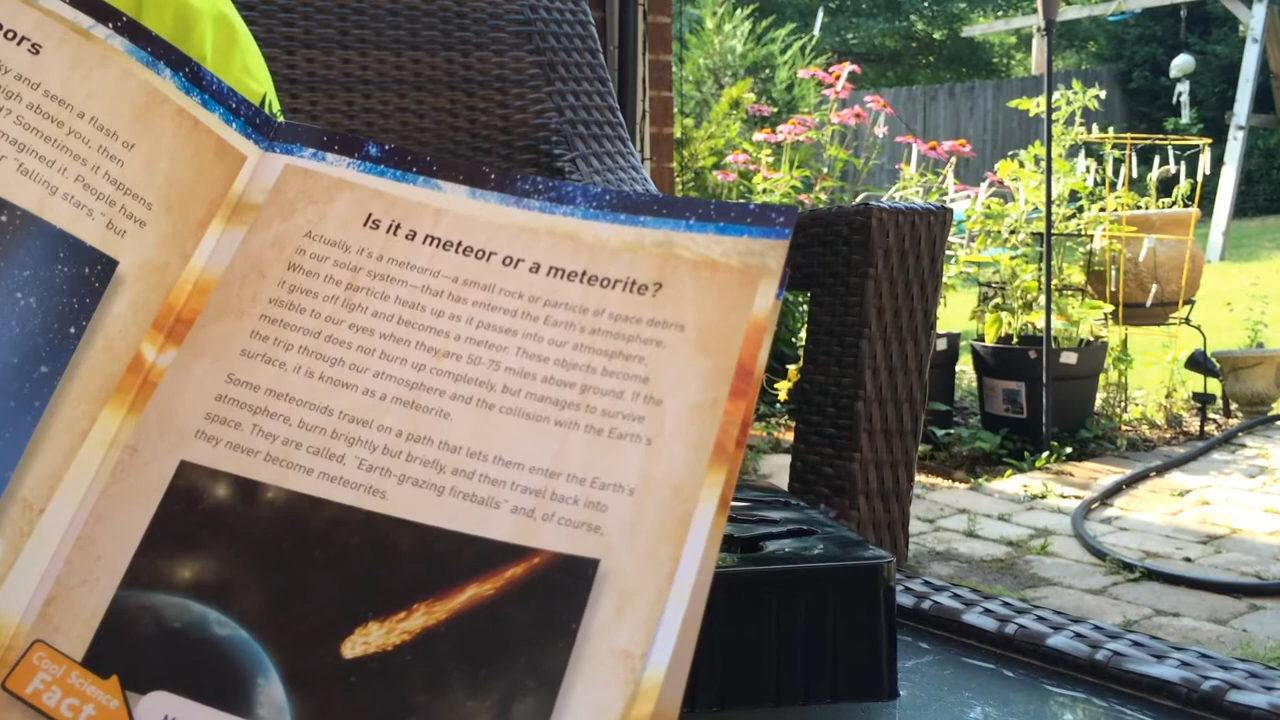 ors
ky and seen a flash of
high above you, then
d? Sometimes it happens
magined it. People have
r "falling stars," but
Is it a meteor or a meteorite?
Actually, it's a meteorid—a small rock or particle of space debris
in our solar system—that has entered the Earth's atmosphere.
When the particle heats up as it passes into our atmosphere,
it gives off light and becomes a meteor. These objects become
visible to our eyes when they are 50-75 miles above ground. If the
meteoroid does not burn up completely, but manages to survive
the trip through our atmosphere and the collision with the Earth's
surface, it is known as a meteorite.
Some meteoroids travel on a path that lets them enter the Earth's
atmosphere, burn brightly but briefly, and then travel back into
space. They are called, "Earth-grazing fireballs" and, of course,
they never become meteorites.
Cool Science
Fact